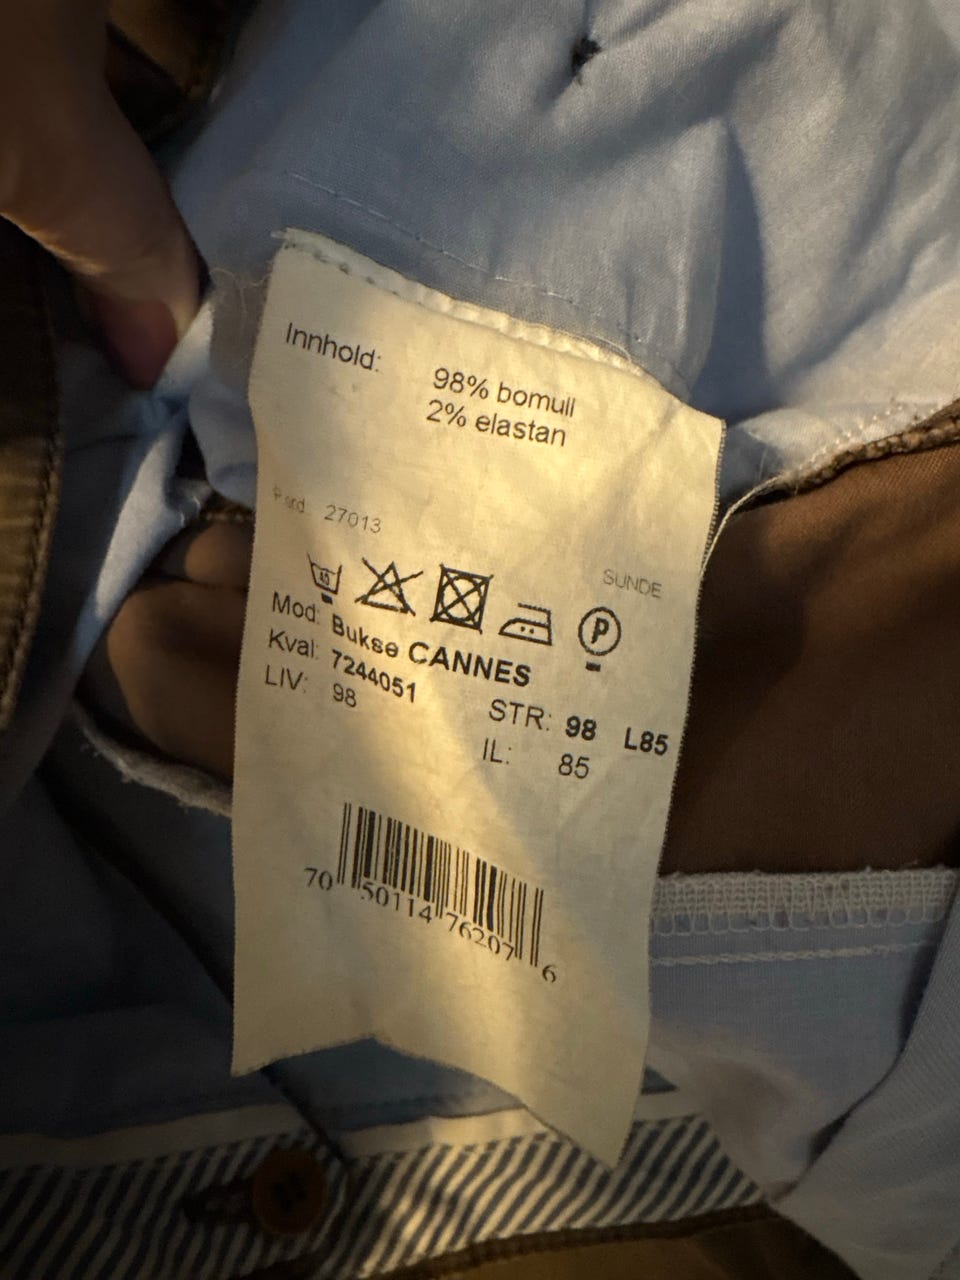 Innhold: 98% bomull
2% elastan
27013
SUNDE
40
P
Mod: Bukse CANNES
Kval: 7244051
STR: 98 L85
LIV: 98
IL: 85
70 50114 76207 6